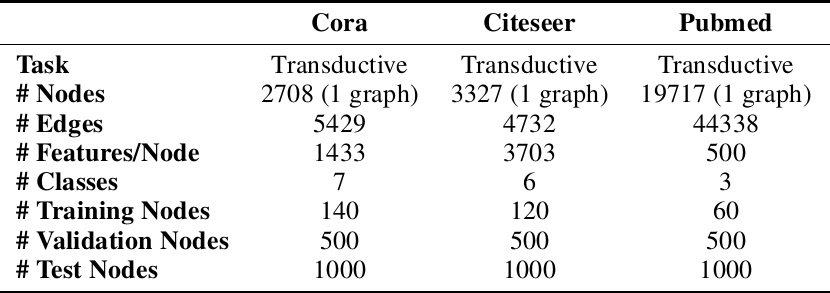 Cora Citeseer Pubmed
Task Transductive Transductive Transductive
# Nodes 2708 (1 graph) 3327 (1 graph) 19717 (1 graph)
# Edges 5429 4732 44338
# Features/Node 1433 3703 500
# Classes 7 6 3
# Training Nodes 140 120 60
# Validation Nodes 500 500 500
# Test Nodes 1000 1000 1000